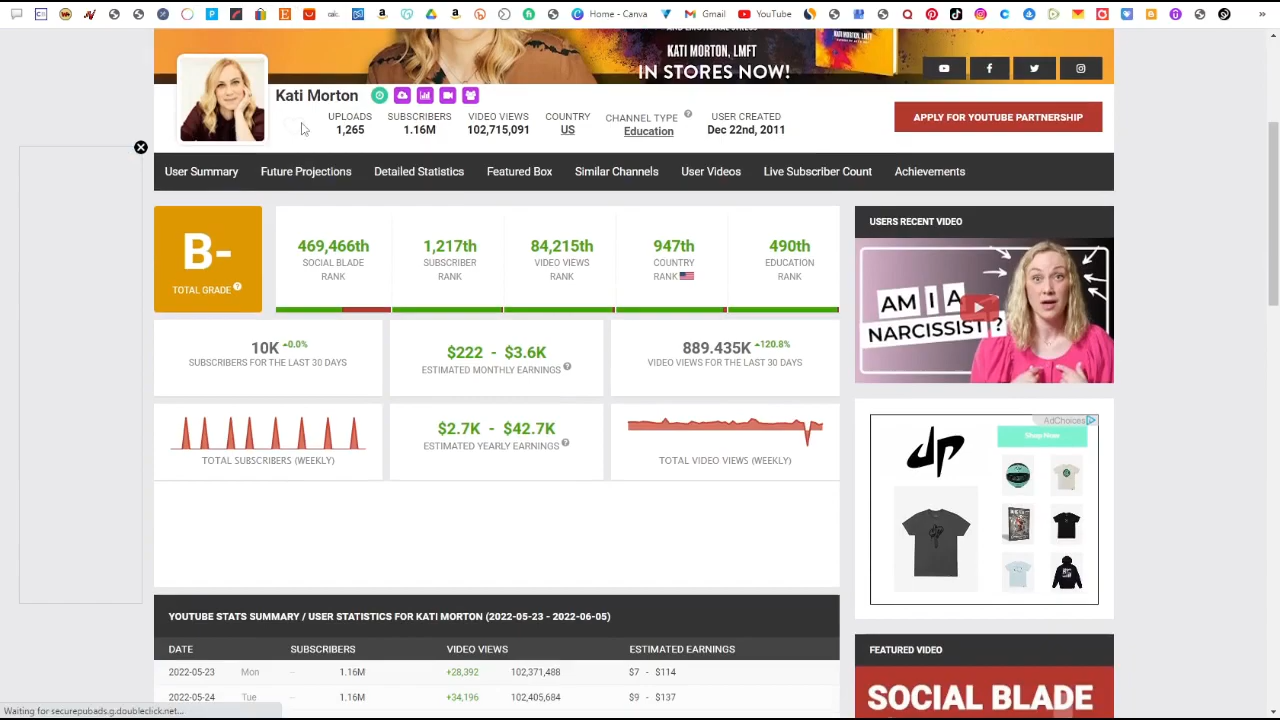 Home - Canva
Gmail
YouTube
KATI MORTON, LMFT
IN STORES NOW!
Kati Morton
UPLOADS
1,265
SUBSCRIBERS
1.16M
VIDEO VIEWS
102,715,091
COUNTRY
US
CHANNEL TYPE
Education
USER CREATED
Dec 22nd, 2011
APPLY FOR YOUTUBE PARTNERSHIP
User Summary
Future Projections
Detailed Statistics
Featured Box
Similar Channels
User Videos
Live Subscriber Count
Achievements
B-
TOTAL GRADE
469,466th
SOCIAL BLADE
RANK
1,217th
SUBSCRIBER
RANK
84,215th
VIDEO VIEWS
RANK
947th
COUNTRY
RANK
490th
EDUCATION
RANK
10K 0.0%
SUBSCRIBERS FOR THE LAST 30 DAYS
$222 - $3.6K
ESTIMATED MONTHLY EARNINGS
889.435K 120.8%
VIDEO VIEWS FOR THE LAST 30 DAYS
TOTAL SUBSCRIBERS (WEEKLY)
$2.7K - $42.7K
ESTIMATED YEARLY EARNINGS
TOTAL VIDEO VIEWS (WEEKLY)
USERS RECENT VIDEO
AM I A
NARCISSIST?
AdChoices
Shop Now
dp
YOUTUBE STATS SUMMARY / USER STATISTICS FOR KATI MORTON (2022-05-23 - 2022-06-05)
DATE SUBSCRIBERS VIDEO VIEWS ESTIMATED EARNINGS
2022-05-23 Mon -- 1.16M +28,392 102,371,488 $7 - $114
2022-05-24 Tue -- 1.16M +34,196 102,405,684 $9 - $137
FEATURED VIDEO
SOCIAL BLADE
Waiting for securepubads.g.doubleclick.net...